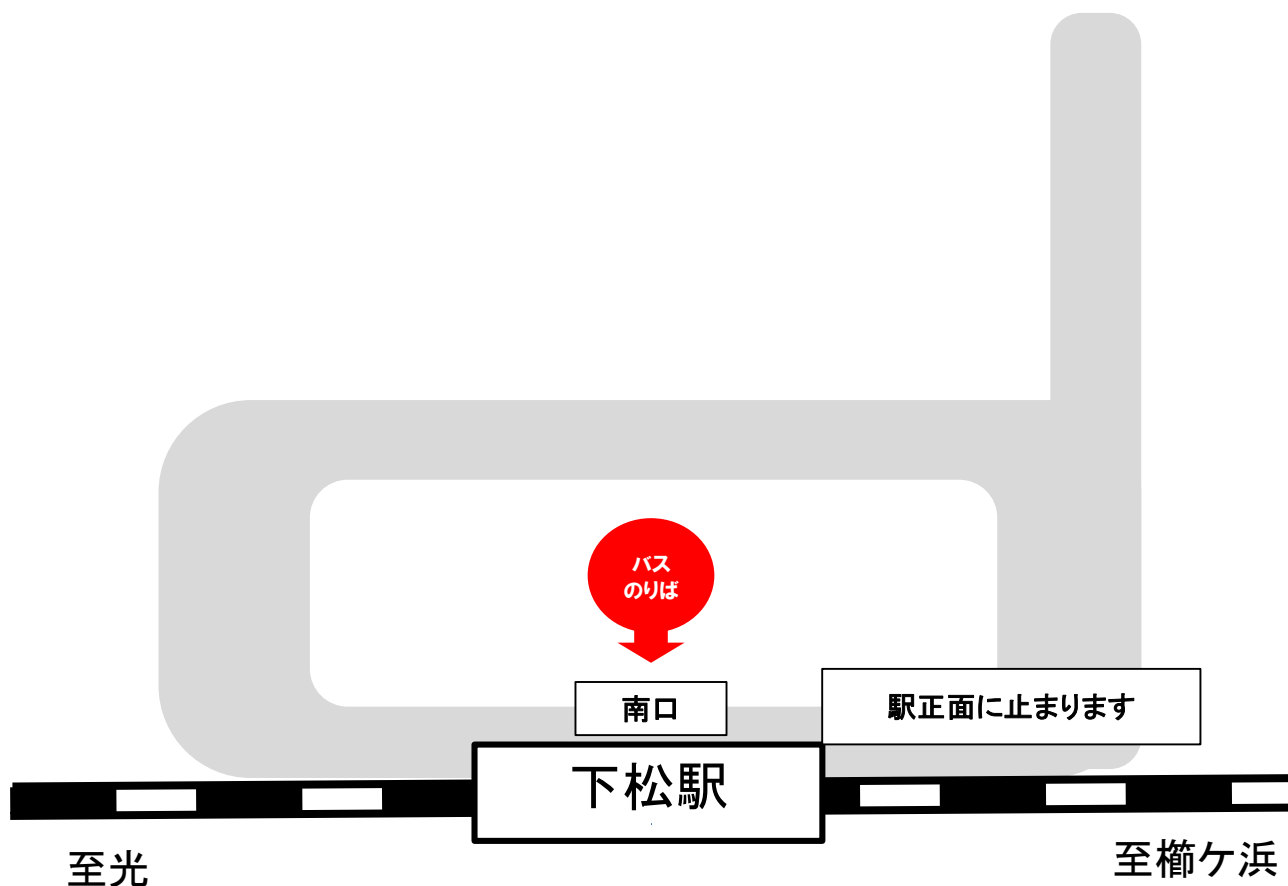 バス
のりば
南口
駅正面に止まります
下松駅
至光
至櫛ケ浜